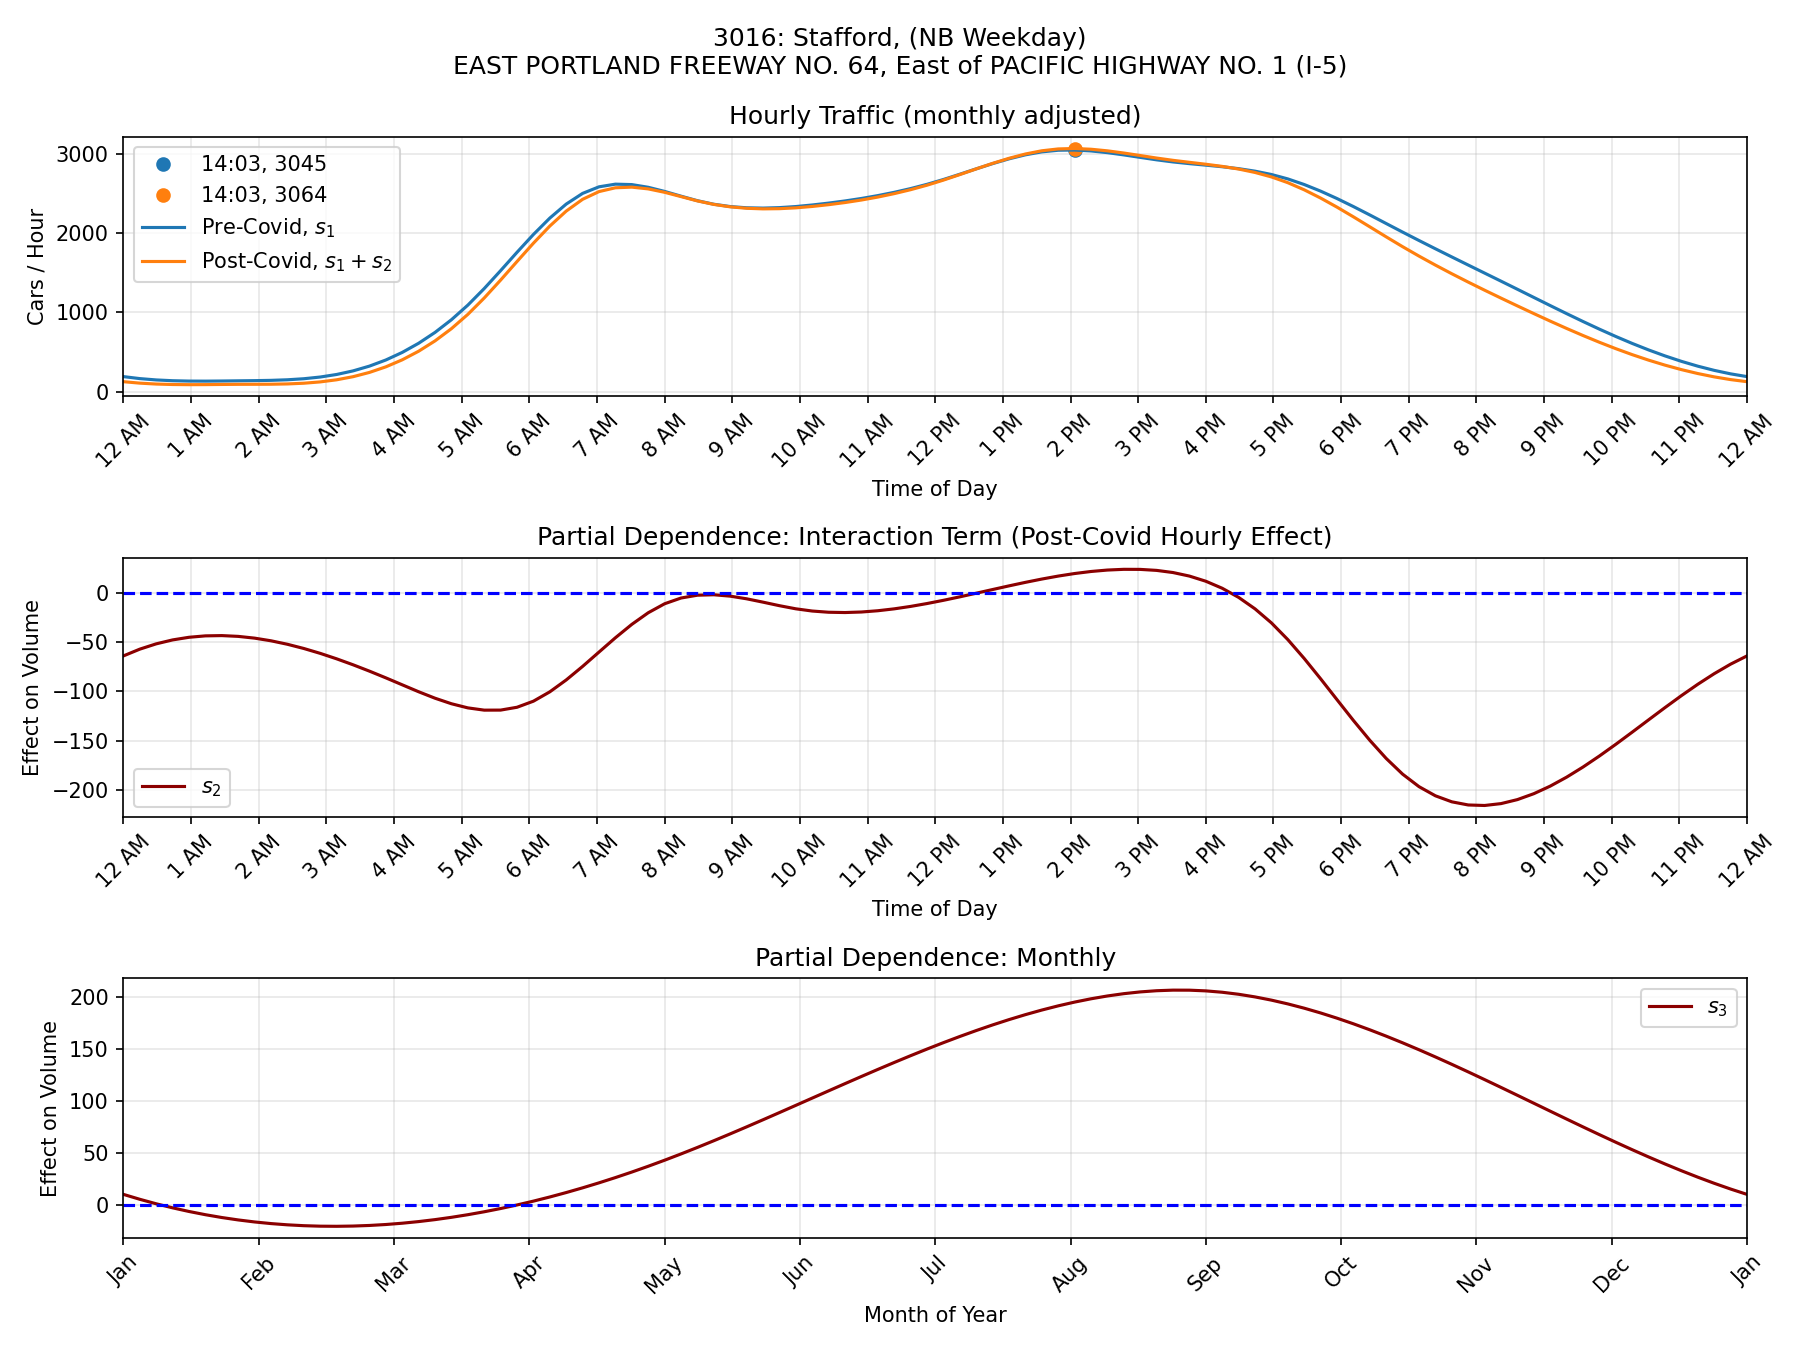 3016: Stafford, (NB Weekday)
EAST PORTLAND FREEWAY NO. 64, East of PACIFIC HIGHWAY NO. 1 (I-5)
Hourly Traffic (monthly adjusted)
Cars / Hour
3000
2000
1000
0
14:03, 3045
14:03, 3064
Pre-Covid, s₁
Post-Covid, s₁ + s₂
12 AM 1 AM 2 AM 3 AM 4 AM 5 AM 6 AM 7 AM 8 AM 9 AM 10 AM 11 AM 12 PM 1 PM 2 PM 3 PM 4 PM 5 PM 6 PM 7 PM 8 PM 9 PM 10 PM 11 PM 12 AM
Time of Day
Partial Dependence: Interaction Term (Post-Covid Hourly Effect)
Effect on Volume
0
−50
−100
−150
−200
s₂
12 AM 1 AM 2 AM 3 AM 4 AM 5 AM 6 AM 7 AM 8 AM 9 AM 10 AM 11 AM 12 PM 1 PM 2 PM 3 PM 4 PM 5 PM 6 PM 7 PM 8 PM 9 PM 10 PM 11 PM 12 AM
Time of Day
Partial Dependence: Monthly
Effect on Volume
200
150
100
50
0
s₃
Jan Feb Mar Apr May Jun Jul Aug Sep Oct Nov Dec Jan
Month of Year